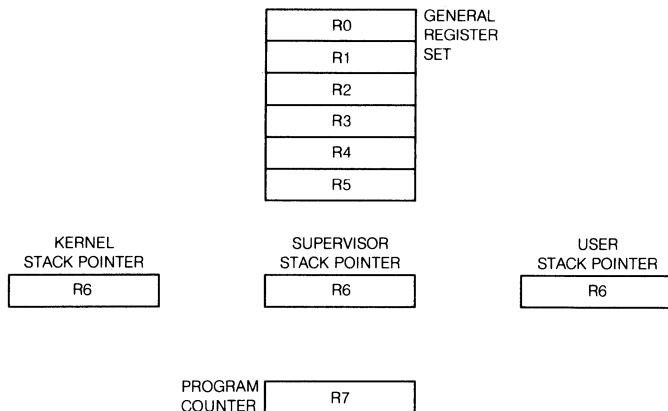 R0
GENERAL
REGISTER
SET
R1
R2
R3
R4
R5
KERNEL
STACK POINTER
R6
SUPERVISOR
STACK POINTER
R6
USER
STACK POINTER
R6
PROGRAM
COUNTER
R7